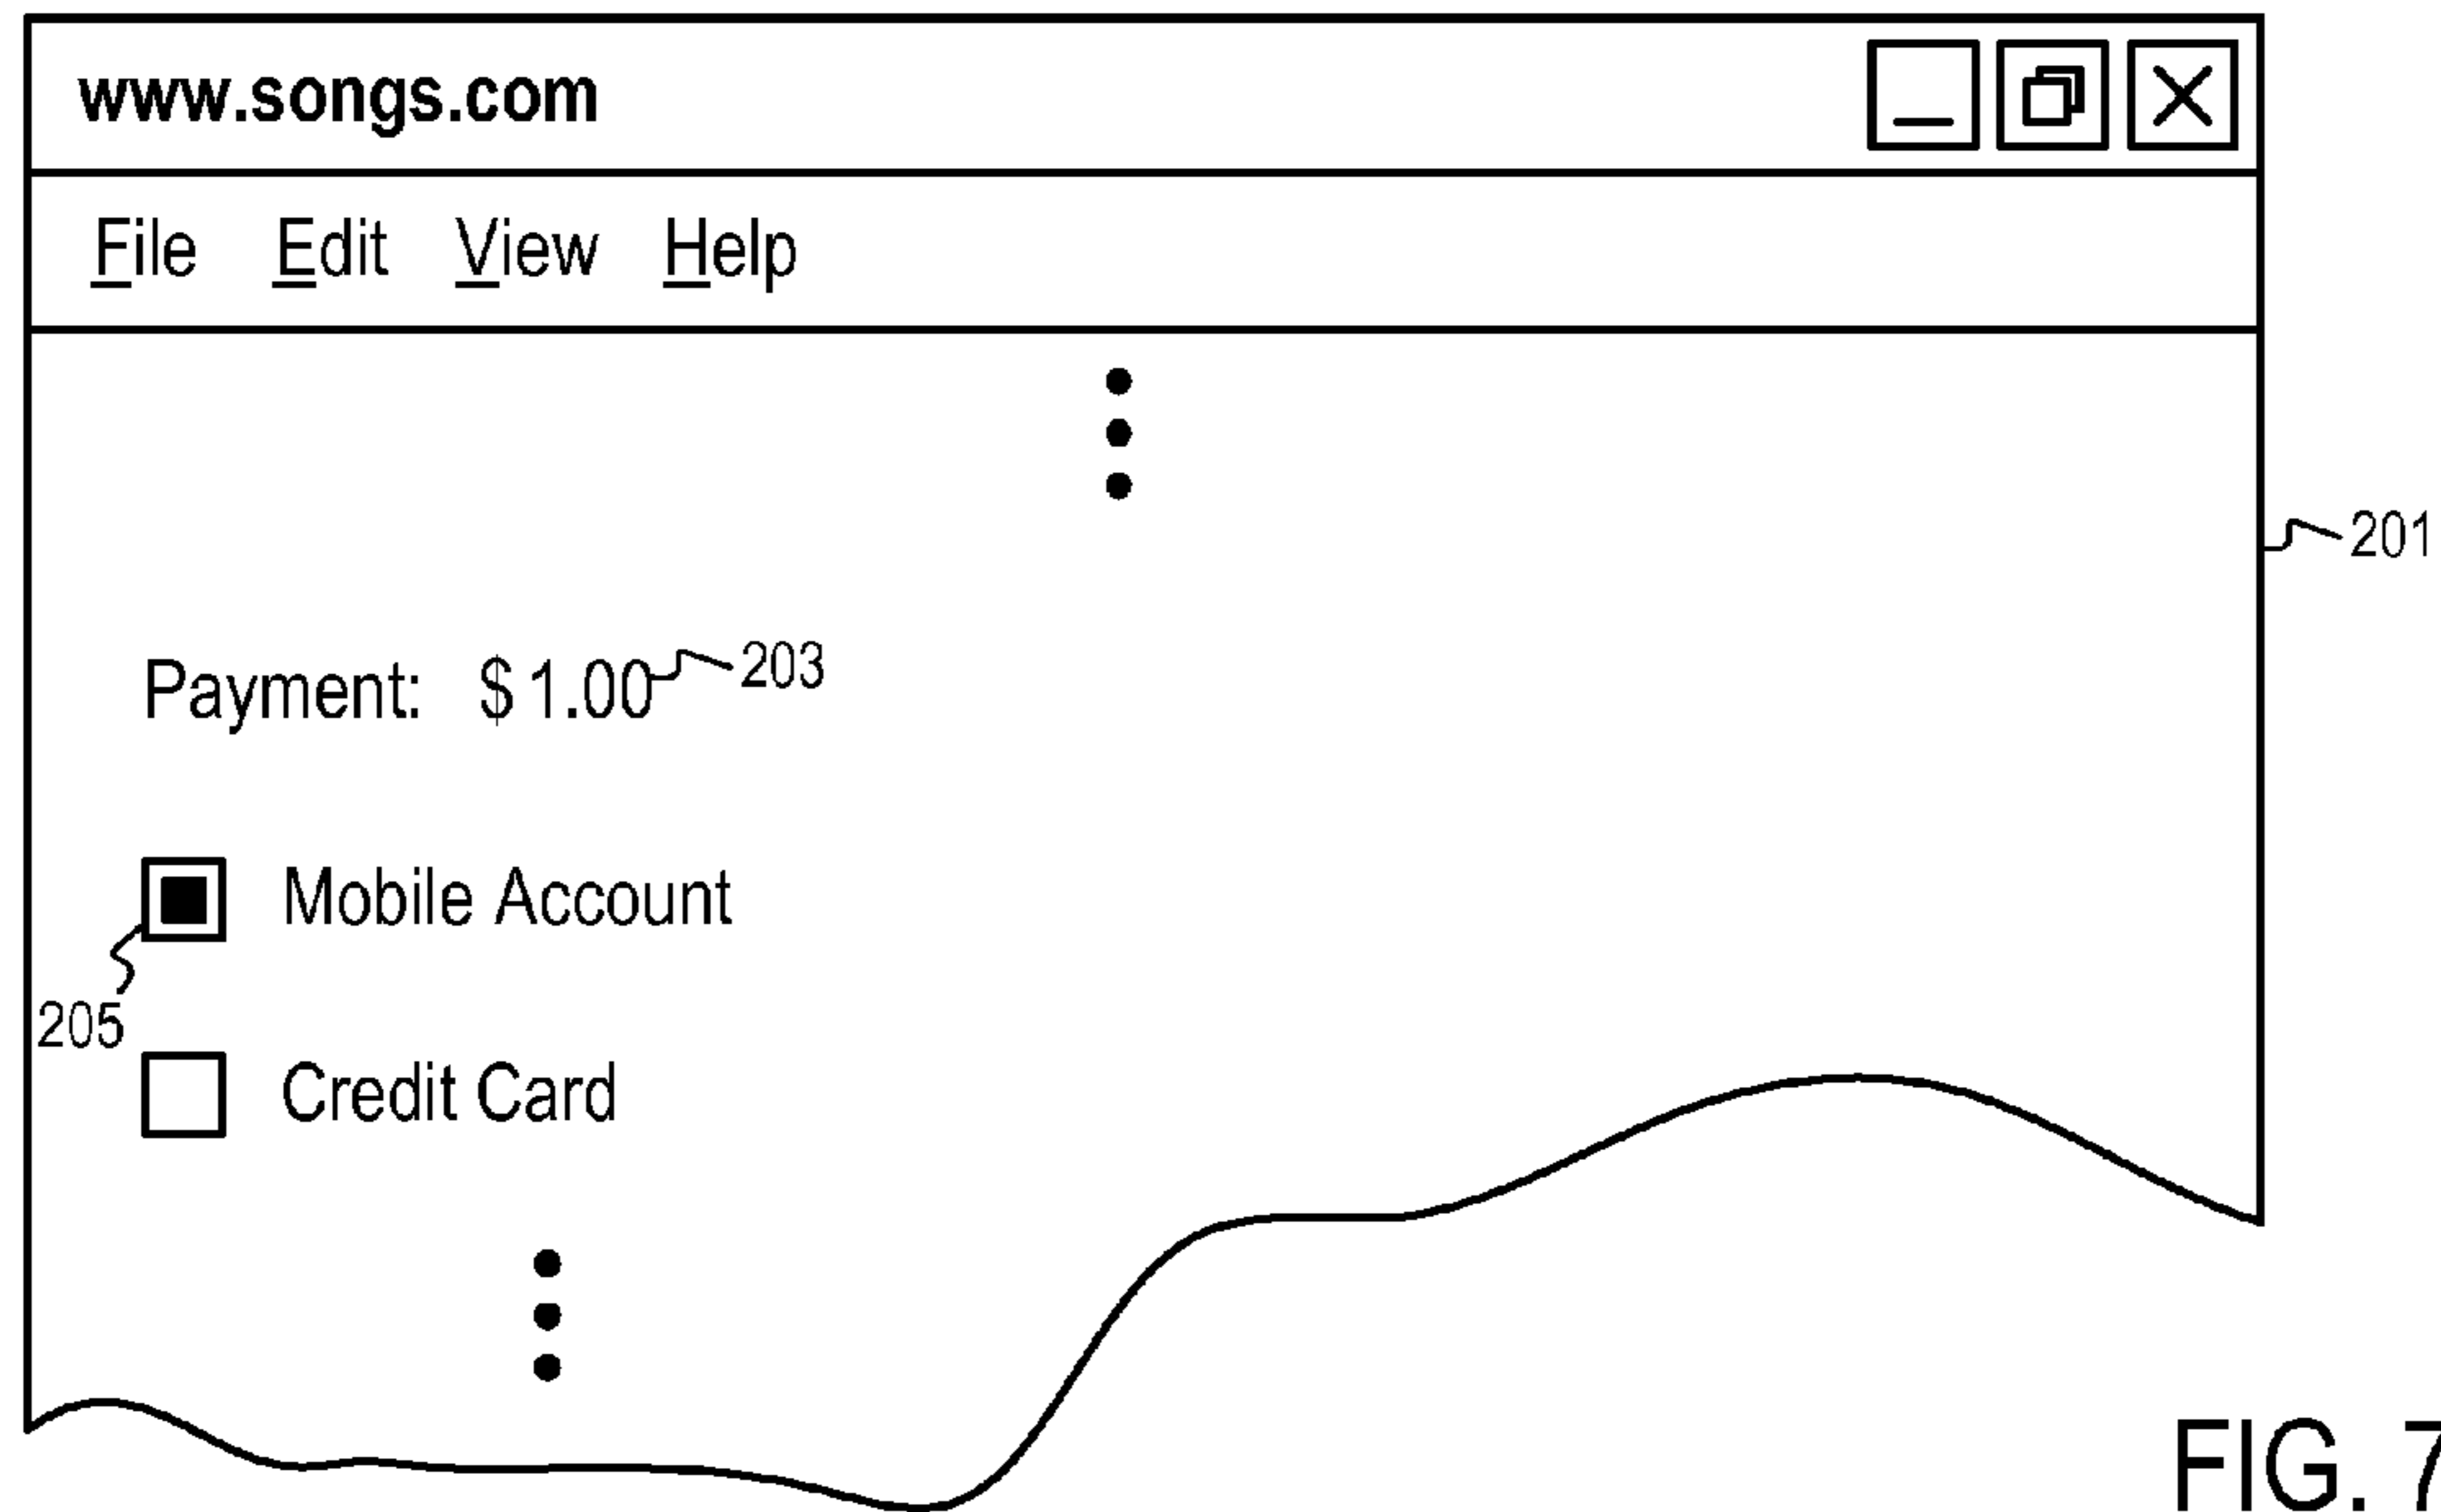 www.songs.com
File Edit View Help
201
Payment: $1.00 203
Mobile Account
205
Credit Card
FIG. 7